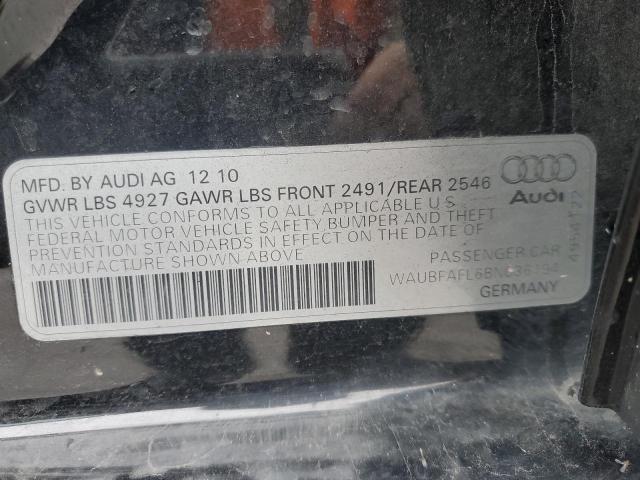 MFD. BY AUDI AG 12 10
GVWR LBS 4927 GAWR LBS FRONT 2491/REAR 2546
THIS VEHICLE CONFORMS TO ALL APPLICABLE U S
FEDERAL MOTOR VEHICLE SAFETY, BUMPER AND THEFT
PREVENTION STANDARDS IN EFFECT ON THE DATE OF
MANUFACTURE SHOWN ABOVE
Audi
PASSENGER CAR
GERMANY